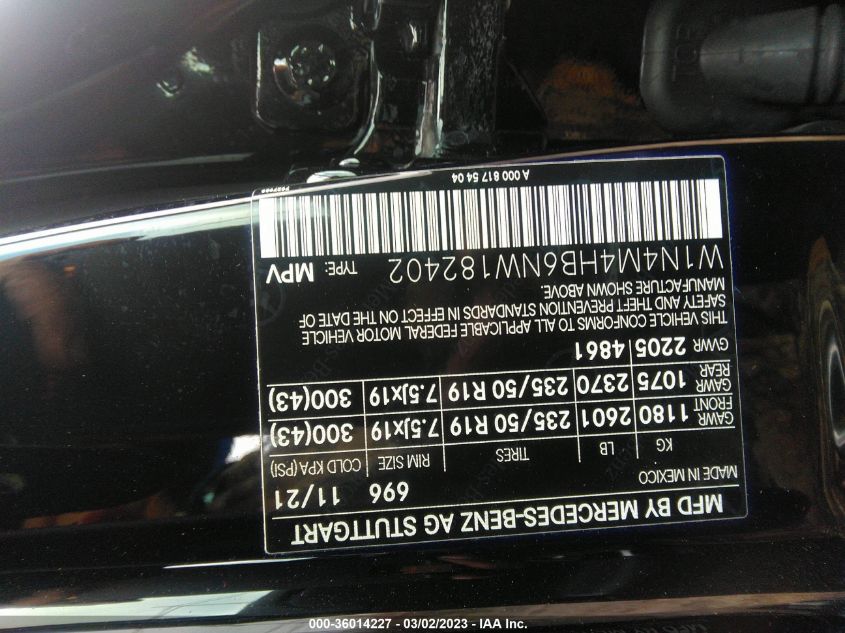 MFD BY MERCEDES-BENZ AG STUTTGART
MADE IN MEXICO 696 11/21
KG LB TIRES RIM SIZE COLD KPA(PSI)
GAWR FRONT 1180 2601 235/50 R19 7.5Jx19 300(43)
GAWR REAR 1075 2370 235/50 R19 7.5Jx19 300(43)
GVWR 2205 4861
THIS VEHICLE CONFORMS TO ALL APPLICABLE FEDERAL MOTOR VEHICLE
SAFETY AND THEFT PREVENTION STANDARDS IN EFFECT ON THE DATE OF
MANUFACTURE SHOWN ABOVE.
W1N4M4HB6NW182402 TYPE: MPV
A 000 817 54 04
000-36014227 - 03/02/2023 - IAA Inc.